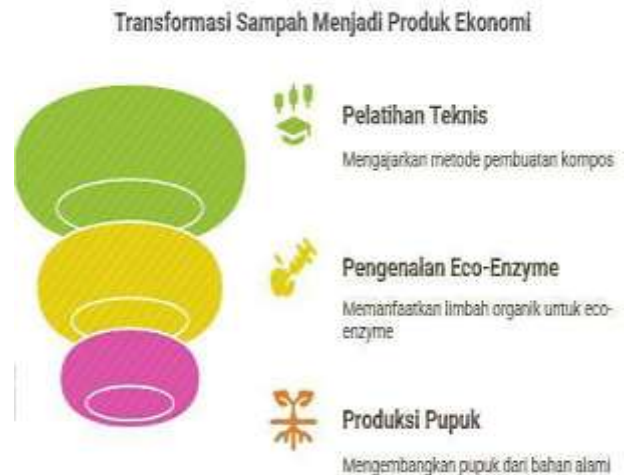 Transformasi Sampah Menjadi Produk Ekonomi
Pelatihan Teknis
Mengajarkan metode pembuatan kompos
Pengenalan Eco-Enzyme
Memanfaatkan limbah organik untuk eco-
enzyme
Produksi Pupuk
Mengembangkan pupuk dari bahan alami